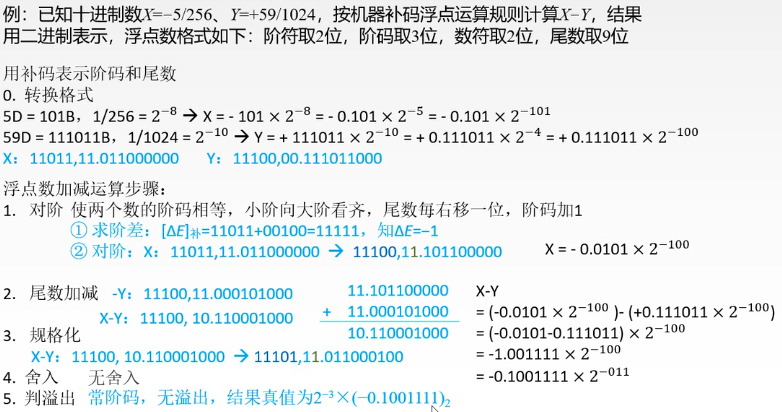 例：已知十进制数X=−5/256、Y=+59/1024，按机器补码浮点运算规则计算X−Y，结果
用二进制表示，浮点数格式如下：阶符取2位，阶码取3位，数符取2位，尾数取9位
用补码表示阶码和尾数
0. 转换格式
5D = 101B，1/256 = 2⁻⁸ → X = - 101 × 2⁻⁸ = - 0.101 × 2⁻⁵ = - 0.101 × 2⁻¹⁰¹
59D = 111011B，1/1024 = 2⁻¹⁰ → Y = + 111011 × 2⁻¹⁰ = + 0.111011 × 2⁻⁴ = + 0.111011 × 2⁻¹⁰⁰
X：11011,11.011000000 Y：11100,00.111011000
浮点数加减运算步骤：
1. 对阶 使两个数的阶码相等，小阶向大阶看齐，尾数每右移一位，阶码加1
① 求阶差：[ΔE]补=11011+00100=11111，知ΔE=−1
② 对阶：X：11011,11.011000000 → 11100,11.101100000 X = - 0.0101 × 2⁻¹⁰⁰
2. 尾数加减 -Y：11100,11.000101000
X-Y：11100, 10.110001000
11.101100000
+ 11.000101000
10.110001000
X-Y
= (-0.0101 × 2⁻¹⁰⁰ )- (+0.111011 × 2⁻¹⁰⁰)
= (-0.0101-0.111011) × 2⁻¹⁰⁰
= -1.001111 × 2⁻¹⁰⁰
= -0.1001111 × 2⁻⁰¹¹
3. 规格化
X-Y：11100, 10.110001000 → 11101,11.011000100
4. 舍入 无舍入
5. 判溢出 常阶码，无溢出，结果真值为2⁻³×(−0.1001111)₂